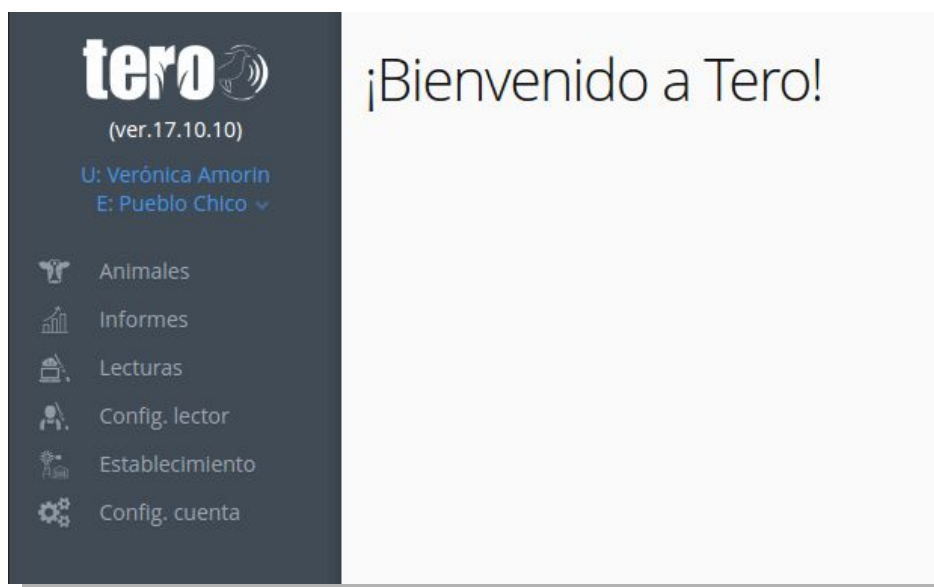 tero
(ver.17.10.10)
U: Verónica Amorin
E: Pueblo Chico
Animales
Informes
Lecturas
Config. lector
Establecimiento
Config. cuenta
¡Bienvenido a Tero!